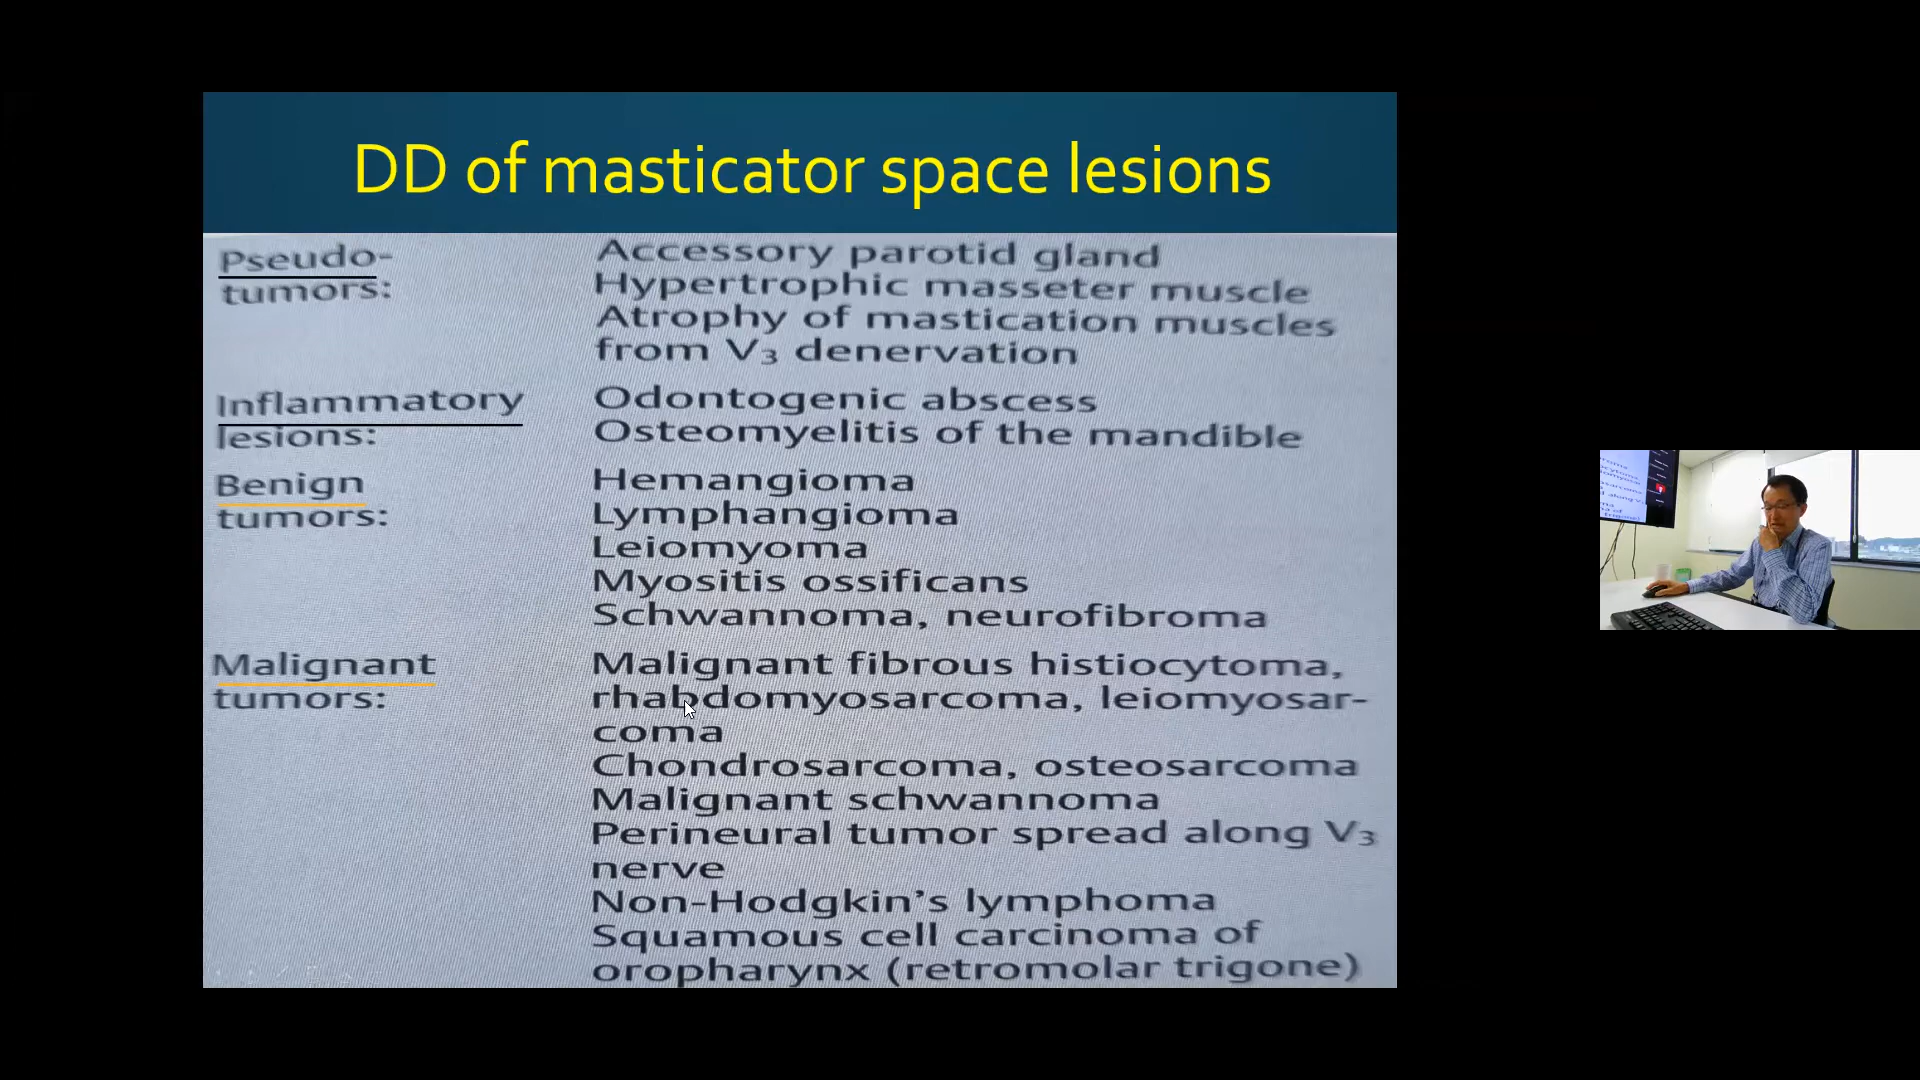 DD of masticator space lesions
Pseudo-
tumors:
Accessory parotid gland
Hypertrophic masseter muscle
Atrophy of mastication muscles
from V₃ denervation
Inflammatory
lesions:
Odontogenic abscess
Osteomyelitis of the mandible
Benign
tumors:
Hemangioma
Lymphangioma
Leiomyoma
Myositis ossificans
Schwannoma, neurofibroma
Malignant
tumors:
Malignant fibrous histiocytoma,
rhabdomyosarcoma, leiomyosar-
coma
Chondrosarcoma, osteosarcoma
Malignant schwannoma
Perineural tumor spread along V₃
nerve
Non-Hodgkin’s lymphoma
Squamous cell carcinoma of
oropharynx (retromolar trigone)